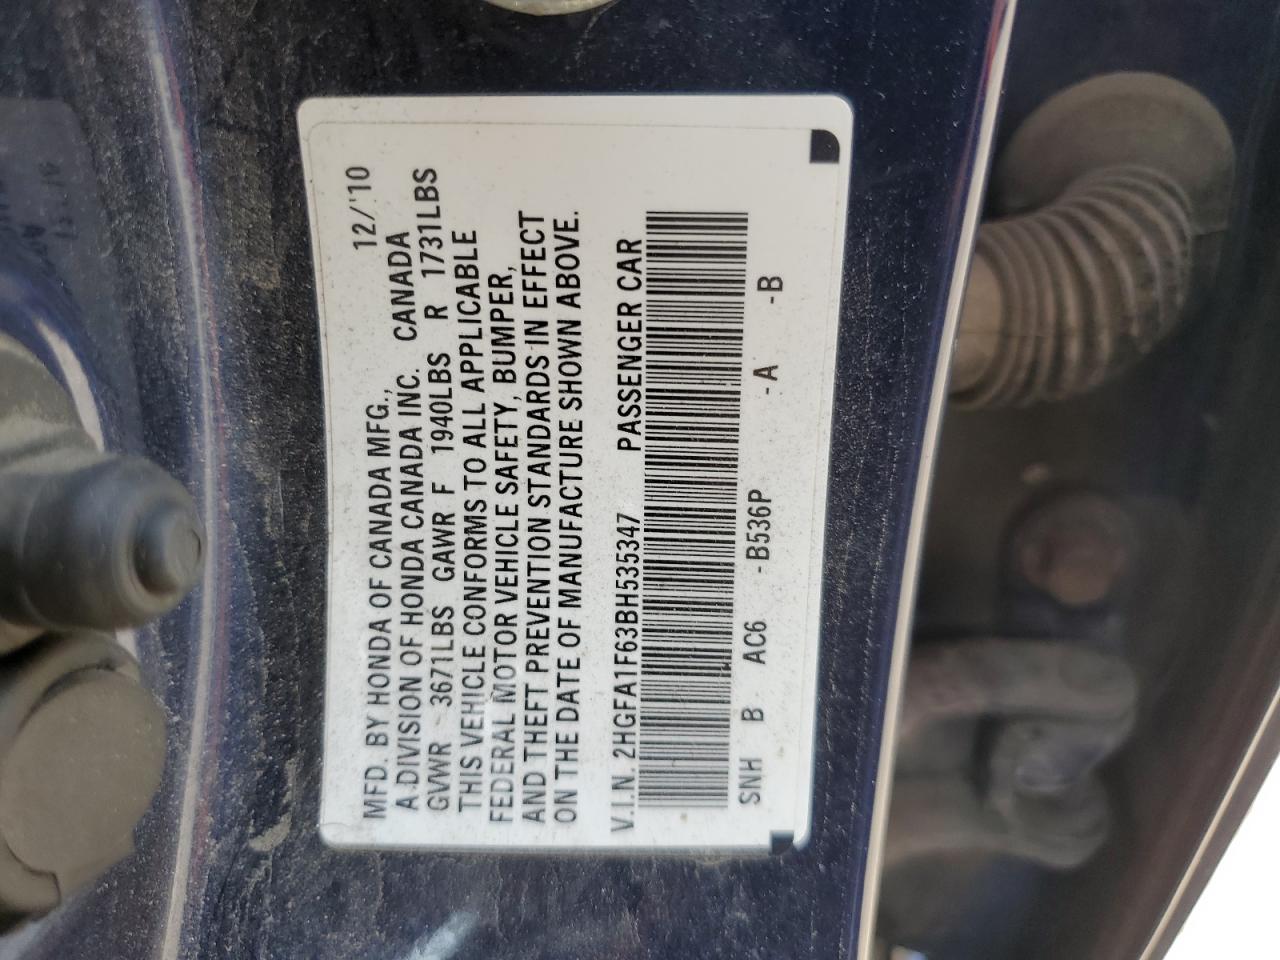 MFD. BY HONDA OF CANADA MFG., 12/'10
A DIVISION OF HONDA CANADA INC. CANADA
GVWR 3671LBS GAWR F 1940LBS R 1731LBS
THIS VEHICLE CONFORMS TO ALL APPLICABLE
FEDERAL MOTOR VEHICLE SAFETY, BUMPER,
AND THEFT PREVENTION STANDARDS IN EFFECT
ON THE DATE OF MANUFACTURE SHOWN ABOVE.
V.I.N. 2HGFA1F63BH535347 PASSENGER CAR
SNH B AC6 -B536P -A -B